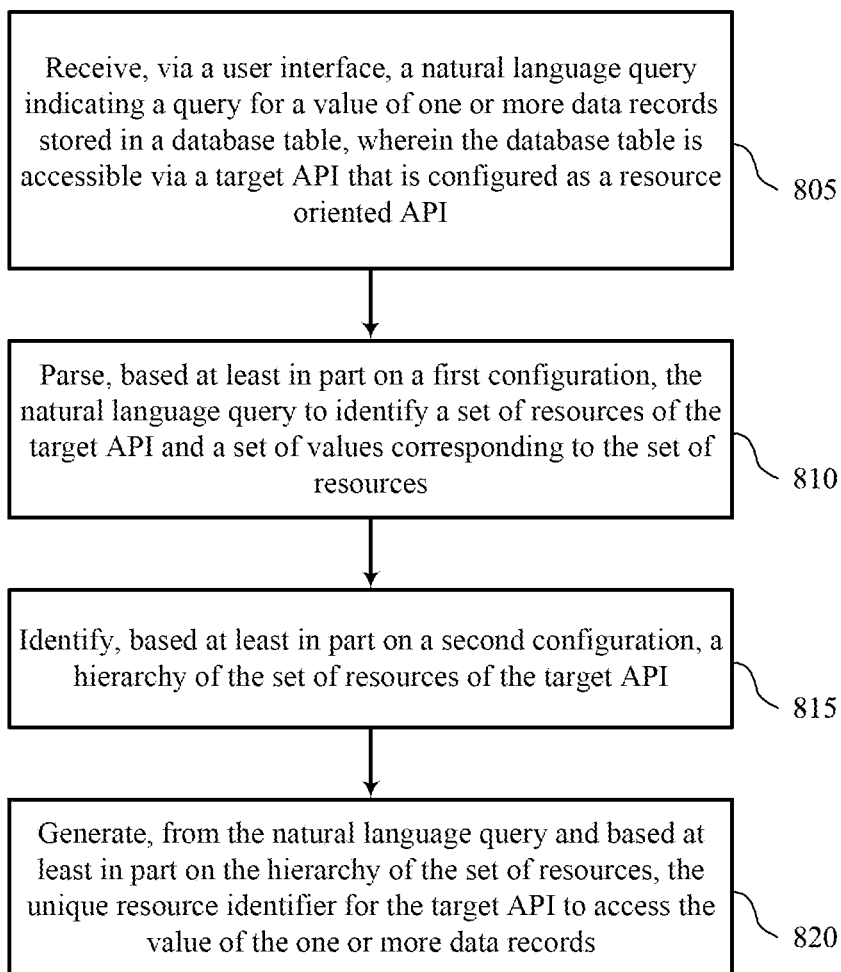 Receive, via a user interface, a natural language query
indicating a query for a value of one or more data records
stored in a database table, wherein the database table is
accessible via a target API that is configured as a resource
oriented API
805
Parse, based at least in part on a first configuration, the
natural language query to identify a set of resources of the
target API and a set of values corresponding to the set of
resources
810
Identify, based at least in part on a second configuration, a
hierarchy of the set of resources of the target API
815
Generate, from the natural language query and based at
least in part on the hierarchy of the set of resources, the
unique resource identifier for the target API to access the
value of the one or more data records
820